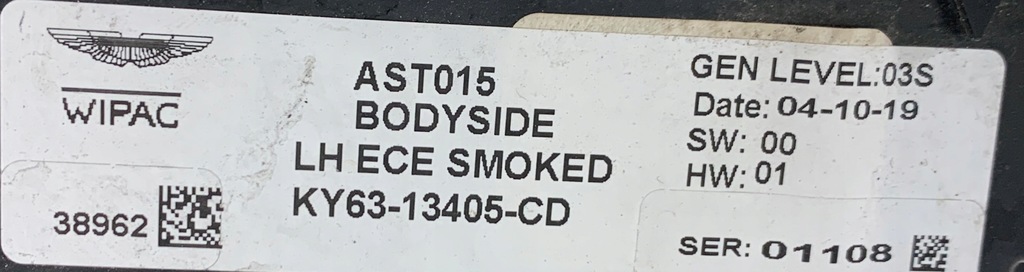 WIPAC
38962
AST015
BODYSIDE
LH ECE SMOKED
KY63-13405-CD
GEN LEVEL:03S
Date: 04-10-19
SW: 00
HW: 01
SER: 01108